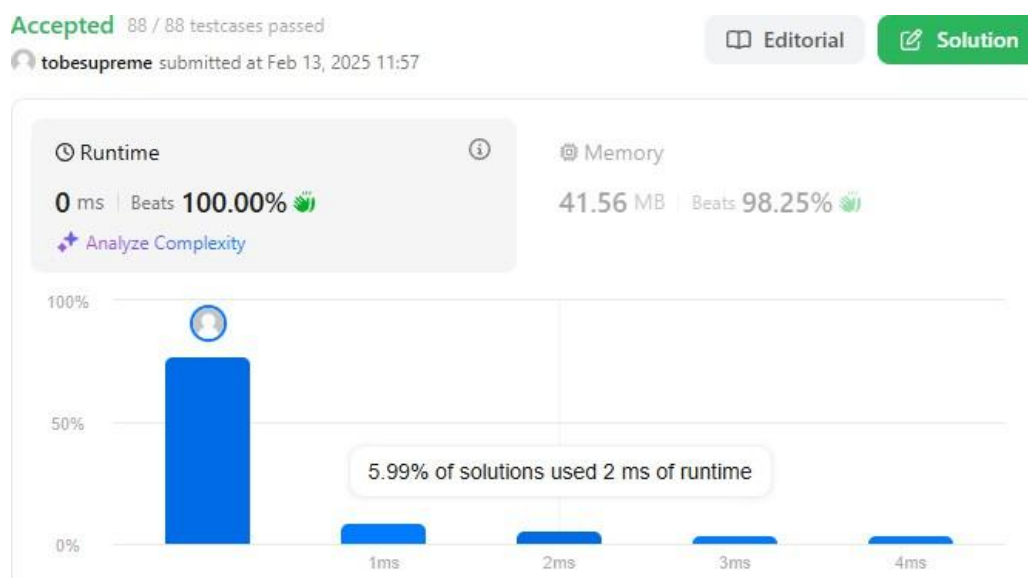 Accepted 88 / 88 testcases passed
Editorial
Solution
tobesupreme submitted at Feb 13, 2025 11:57
Runtime
0 ms | Beats 100.00%
Analyze Complexity
Memory
41.56 MB | Beats 98.25%
100%
50%
0%
5.99% of solutions used 2 ms of runtime
1ms
2ms
3ms
4ms